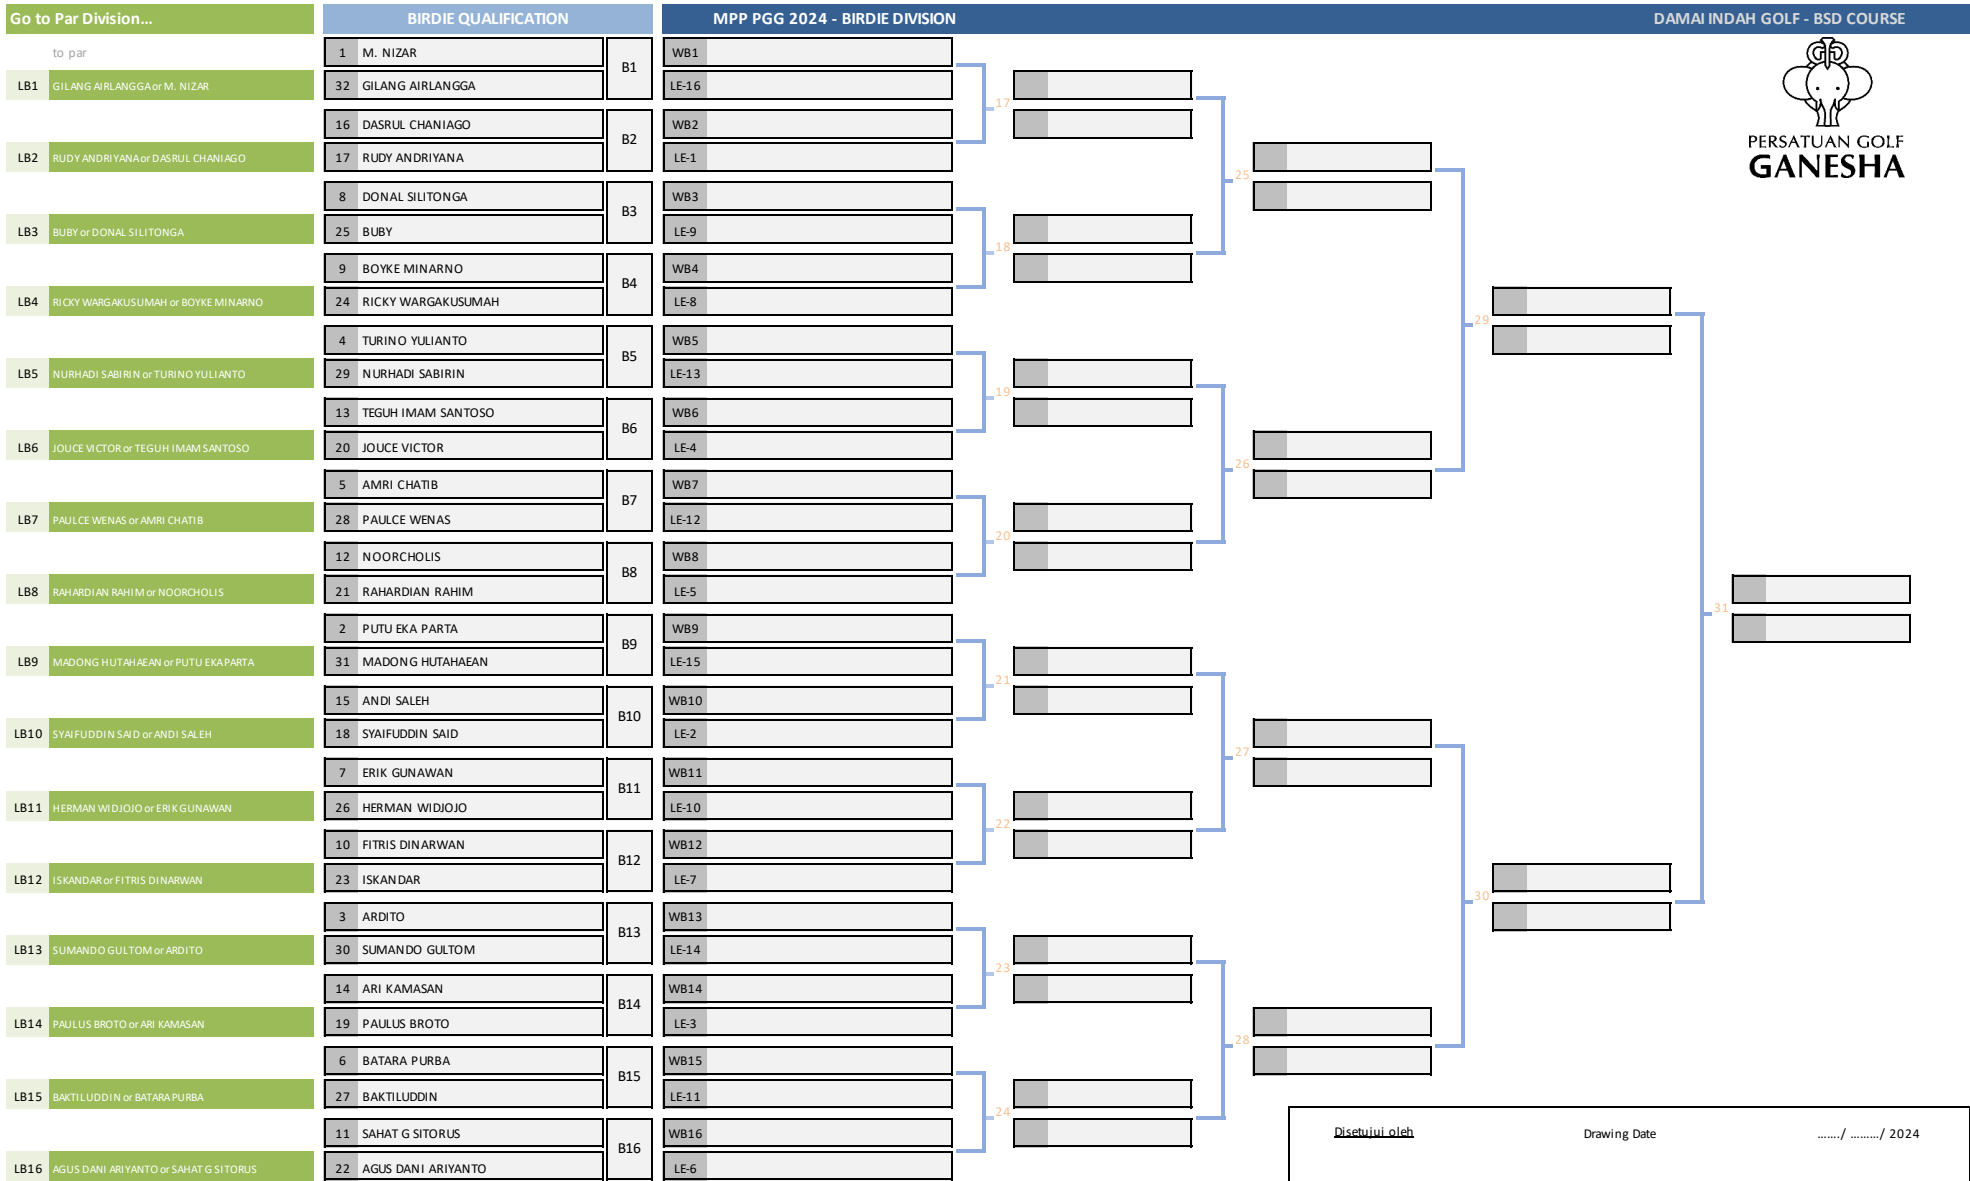 Go to Par Division... BIRDIE QUALIFICATION MPP PGG 2024 - BIRDIE DIVISION DAMAI INDAH GOLF - BSD COURSE
to par 1 M. NIZAR B1 WB1
LB1 GILANG AIRLANGGA or M. NIZAR 32 GILANG AIRLANGGA LE-16
17
16 DASRUL CHANIAGO B2 WB2
LB2 RUDY ANDRIYANA or DASRUL CHANIAGO 17 RUDY ANDRIYANA LE-1
PERSATUAN GOLF
GANESHA
25
8 DONAL SILITONGA B3 WB3
LB3 BUBY or DONAL SILITONGA 25 BUBY LE-9
18
9 BOYKE MINARNO B4 WB4
LB4 RICKY WARGAKUSUMAH or BOYKE MINARNO 24 RICKY WARGAKUSUMAH LE-8
29
4 TURINO YULIANTO B5 WB5
LB5 NURHADI SABIRIN or TURINO YULIANTO 29 NURHADI SABIRIN LE-13
19
13 TEGUH IMAM SANTOSO B6 WB6
LB6 JOUCE VICTOR or TEGUH IMAM SANTOSO 20 JOUCE VICTOR LE-4
26
5 AMRI CHATIB B7 WB7
LB7 PAULCE WENAS or AMRI CHATIB 28 PAULCE WENAS LE-12
20
12 NOORCHOLIS B8 WB8
LB8 RAHARDIAN RAHIM or NOORCHOLIS 21 RAHARDIAN RAHIM LE-5
31
2 PUTU EKA PARTA B9 WB9
LB9 MADONG HUTAHAEAN or PUTU EKA PARTA 31 MADONG HUTAHAEAN LE-15
21
15 ANDI SALEH B10 WB10
LB10 SYAIFUDDIN SAID or ANDI SALEH 18 SYAIFUDDIN SAID LE-2
27
7 ERIK GUNAWAN B11 WB11
LB11 HERMAN WIDJOJO or ERIK GUNAWAN 26 HERMAN WIDJOJO LE-10
22
10 FITRIS DINARWAN B12 WB12
LB12 ISKANDAR or FITRIS DINARWAN 23 ISKANDAR LE-7
30
3 ARDITO B13 WB13
LB13 SUMANDO GULTOM or ARDITO 30 SUMANDO GULTOM LE-14
23
14 ARI KAMASAN B14 WB14
LB14 PAULUS BROTO or ARI KAMASAN 19 PAULUS BROTO LE-3
28
6 BATARA PURBA B15 WB15
LB15 BAKTILUDDIN or BATARA PURBA 27 BAKTILUDDIN LE-11
24
11 SAHAT G SITORUS B16 WB16
LB16 AGUS DANI ARIYANTO or SAHAT G SITORUS 22 AGUS DANI ARIYANTO LE-6
Disetujui oleh Drawing Date ......./ ........./ 2024